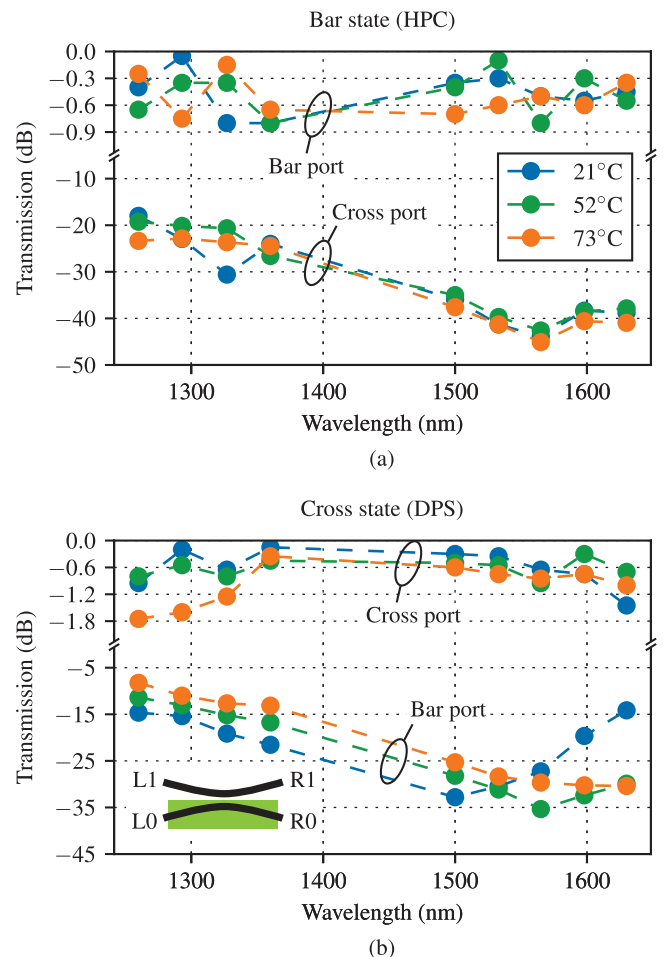 Bar state (HPC)
0.0
−0.3
−0.6
−0.9
−10
−20
−30
−40
−50
Transmission (dB)
Bar port
Cross port
21°C
52°C
73°C
1300 1400 1500 1600
Wavelength (nm)
(a)
Cross state (DPS)
0.0
−0.6
−1.2
−1.8
−5
−15
−25
−35
−45
Transmission (dB)
Cross port
Bar port
L1 R1
L0 R0
1300 1400 1500 1600
Wavelength (nm)
(b)